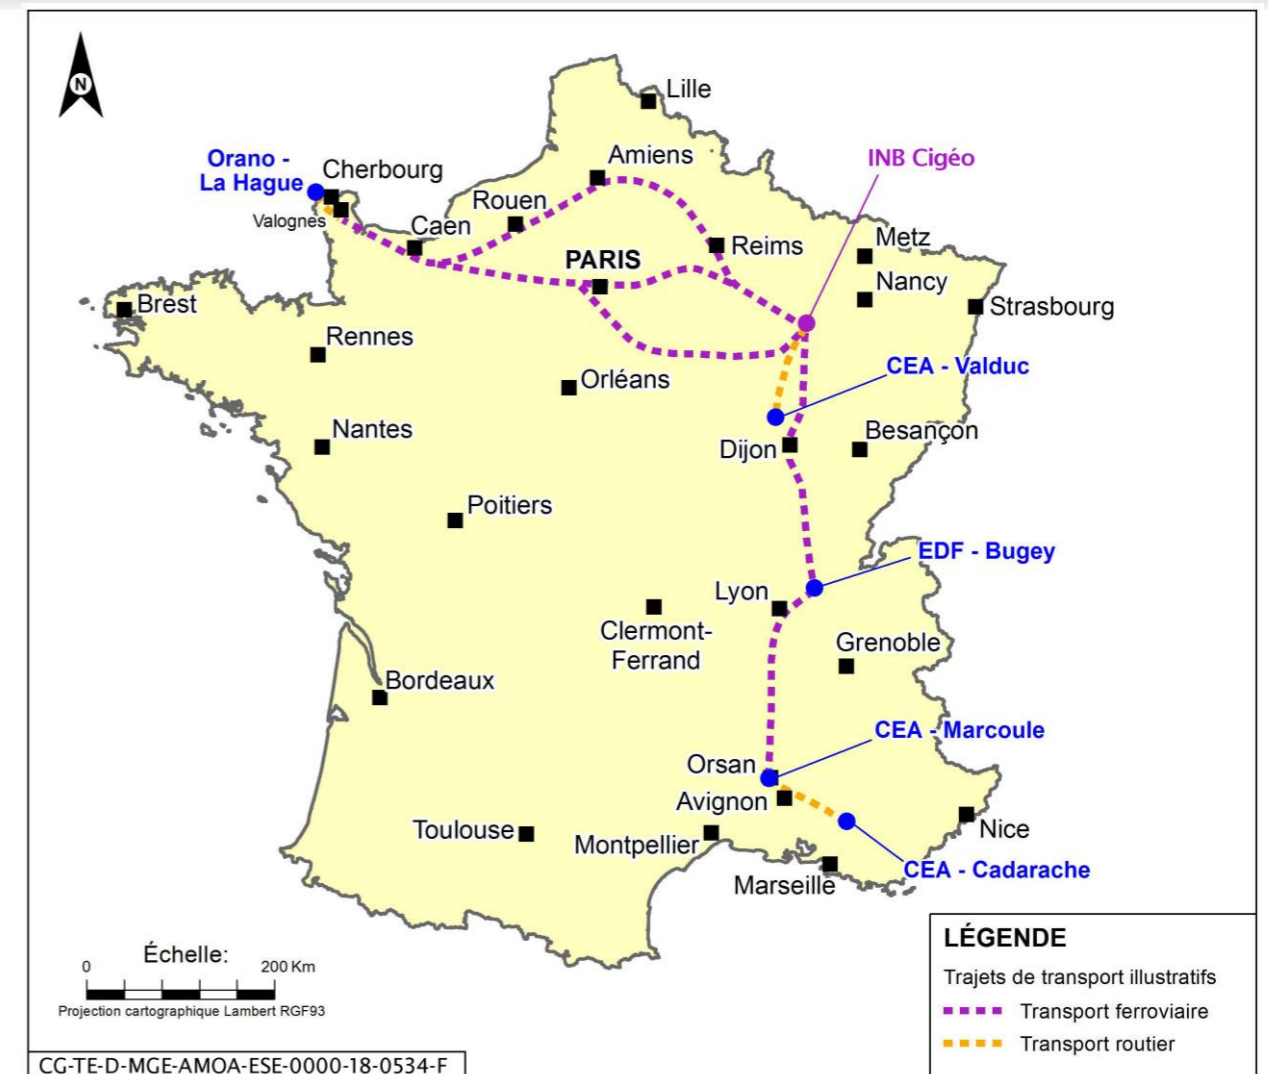 N
Lille
Amiens
INB Cigéo
Orano -
La Hague
Cherbourg
Valognes
Rouen
Caen
PARIS
Reims
Metz
Nancy
Strasbourg
Brest
Rennes
Orléans
CEA - Valduc
Nantes
Dijon
Besançon
Poitiers
EDF - Bugey
Lyon
Clermont-
Ferrand
Grenoble
Bordeaux
CEA - Marcoule
Orsan
Avignon
Toulouse
Montpellier
Nice
Marseille
CEA - Cadarache
Échelle:
0 200 Km
Projection cartographique Lambert RGF93
LÉGENDE
Trajets de transport illustratifs
Transport ferroviaire
Transport routier
CG-TE-D-MGE-AMOA-ESE-0000-18-0534-F